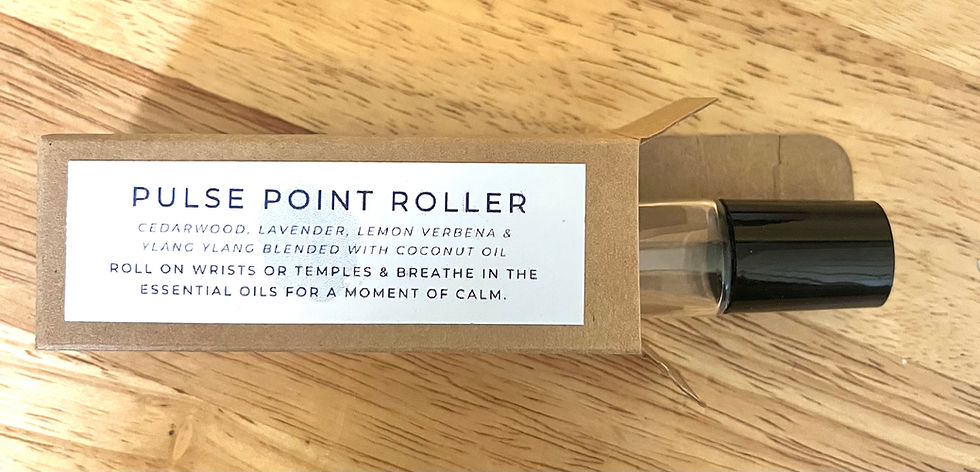 PULSE POINT ROLLER
CEDARWOOD, LAVENDER, LEMON VERBENA &
YLANG YLANG BLENDED WITH COCONUT OIL
ROLL ON WRISTS OR TEMPLES & BREATHE IN THE
ESSENTIAL OILS FOR A MOMENT OF CALM.